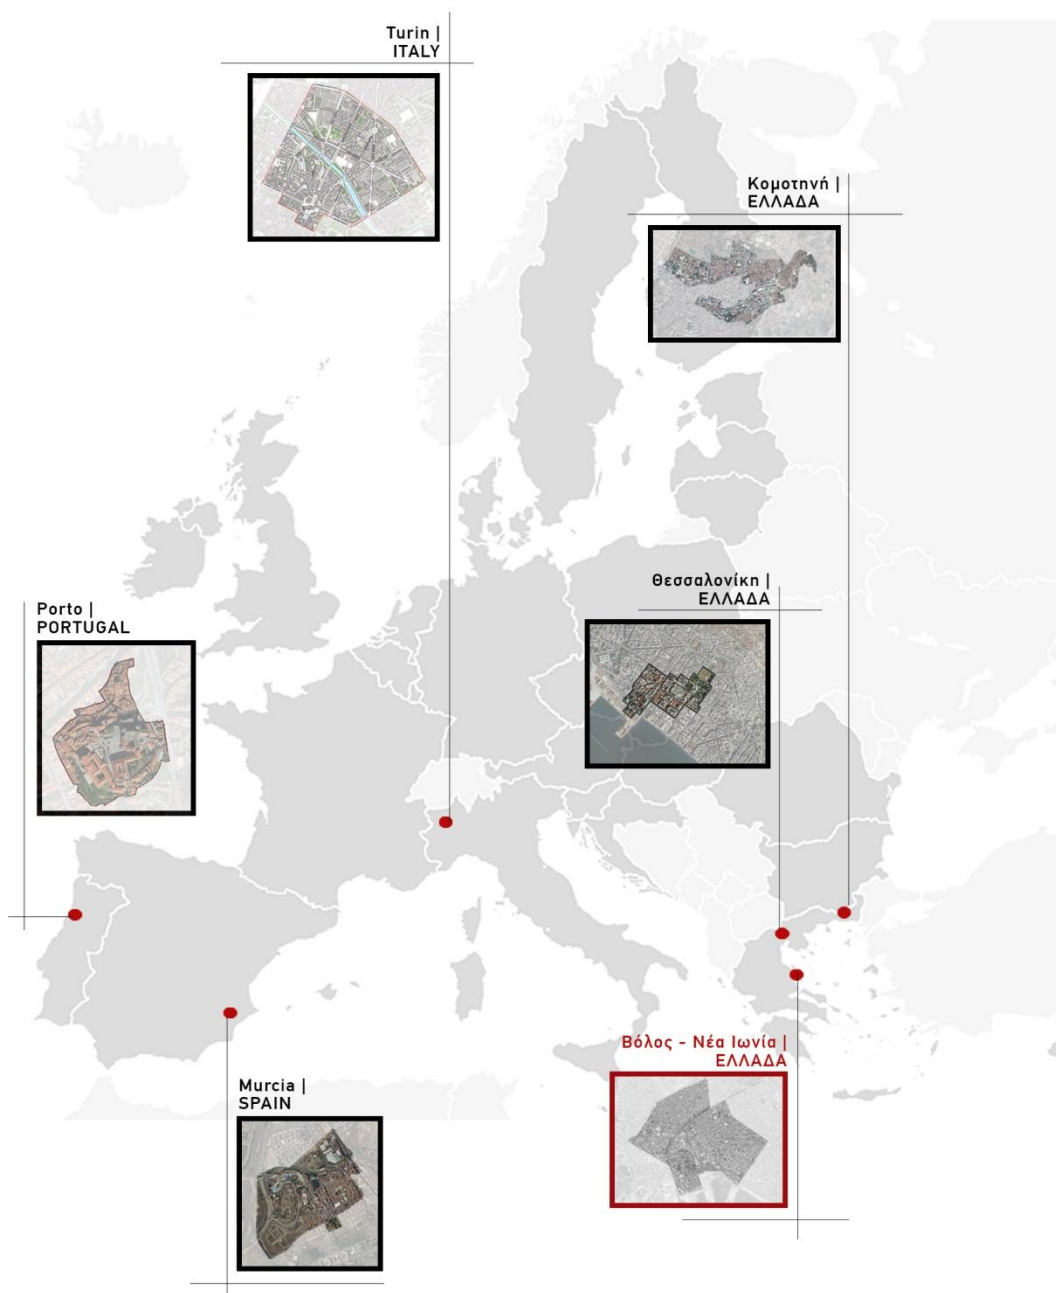 Turin |
ITALY
Κομοτηνή |
ΕΛΛΑΔΑ
Θεσσαλονίκη |
ΕΛΛΑΔΑ
Porto |
PORTUGAL
Βόλος - Νέα Ιωνία |
ΕΛΛΑΔΑ
Murcia |
SPAIN